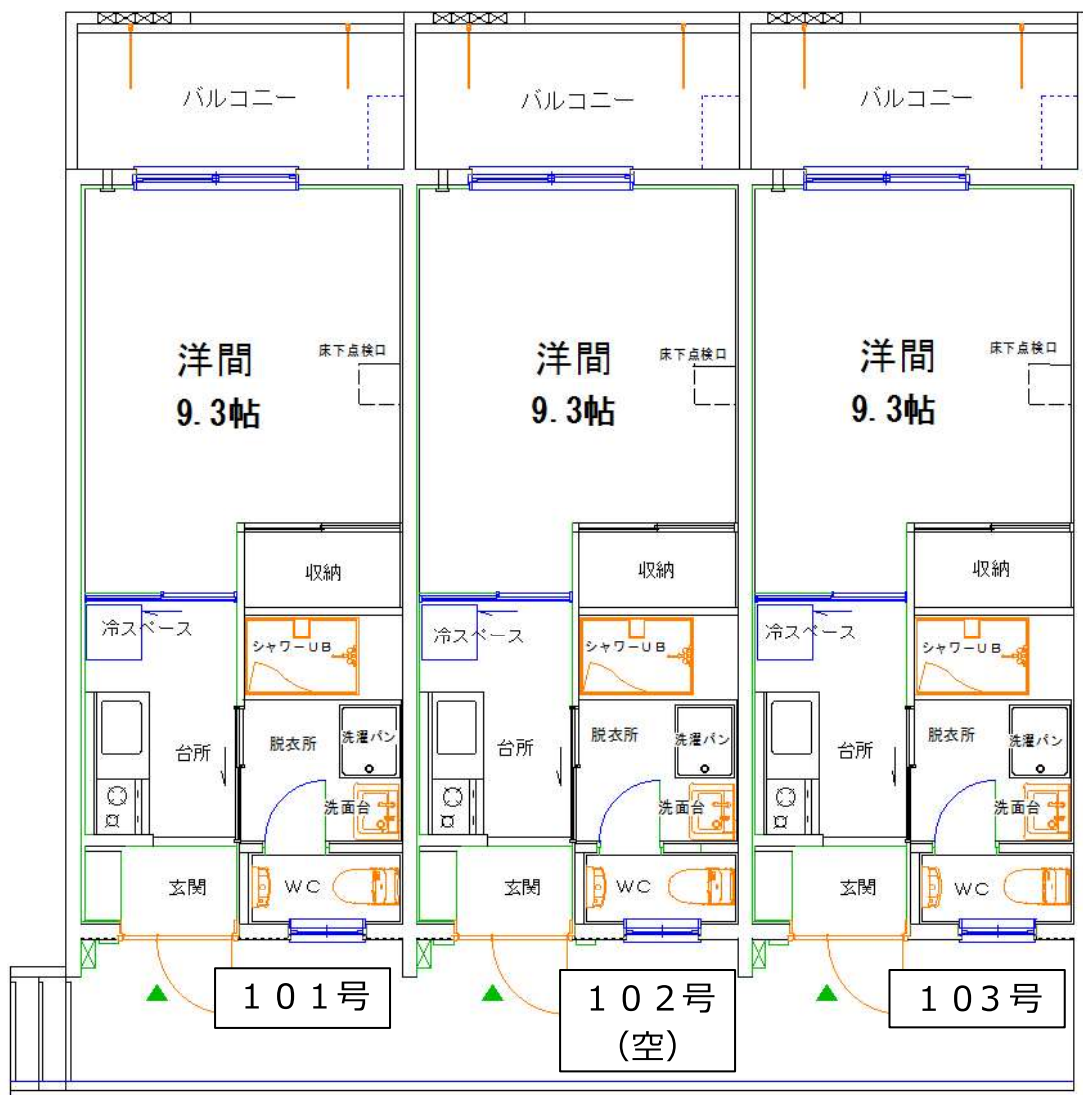 バルコニー
バルコニー
バルコニー
洋間
9.3帖
床下点検口
洋間
9.3帖
床下点検口
洋間
9.3帖
床下点検口
収納
収納
収納
冷スペース
シャワーUB
冷スペース
シャワーUB
冷スペース
シャワーUB
台所
脱衣所
洗濯パン
台所
脱衣所
洗濯パン
台所
脱衣所
洗濯パン
洗面台
洗面台
洗面台
玄関
WC
玄関
WC
玄関
WC
101号
102号
(空)
103号